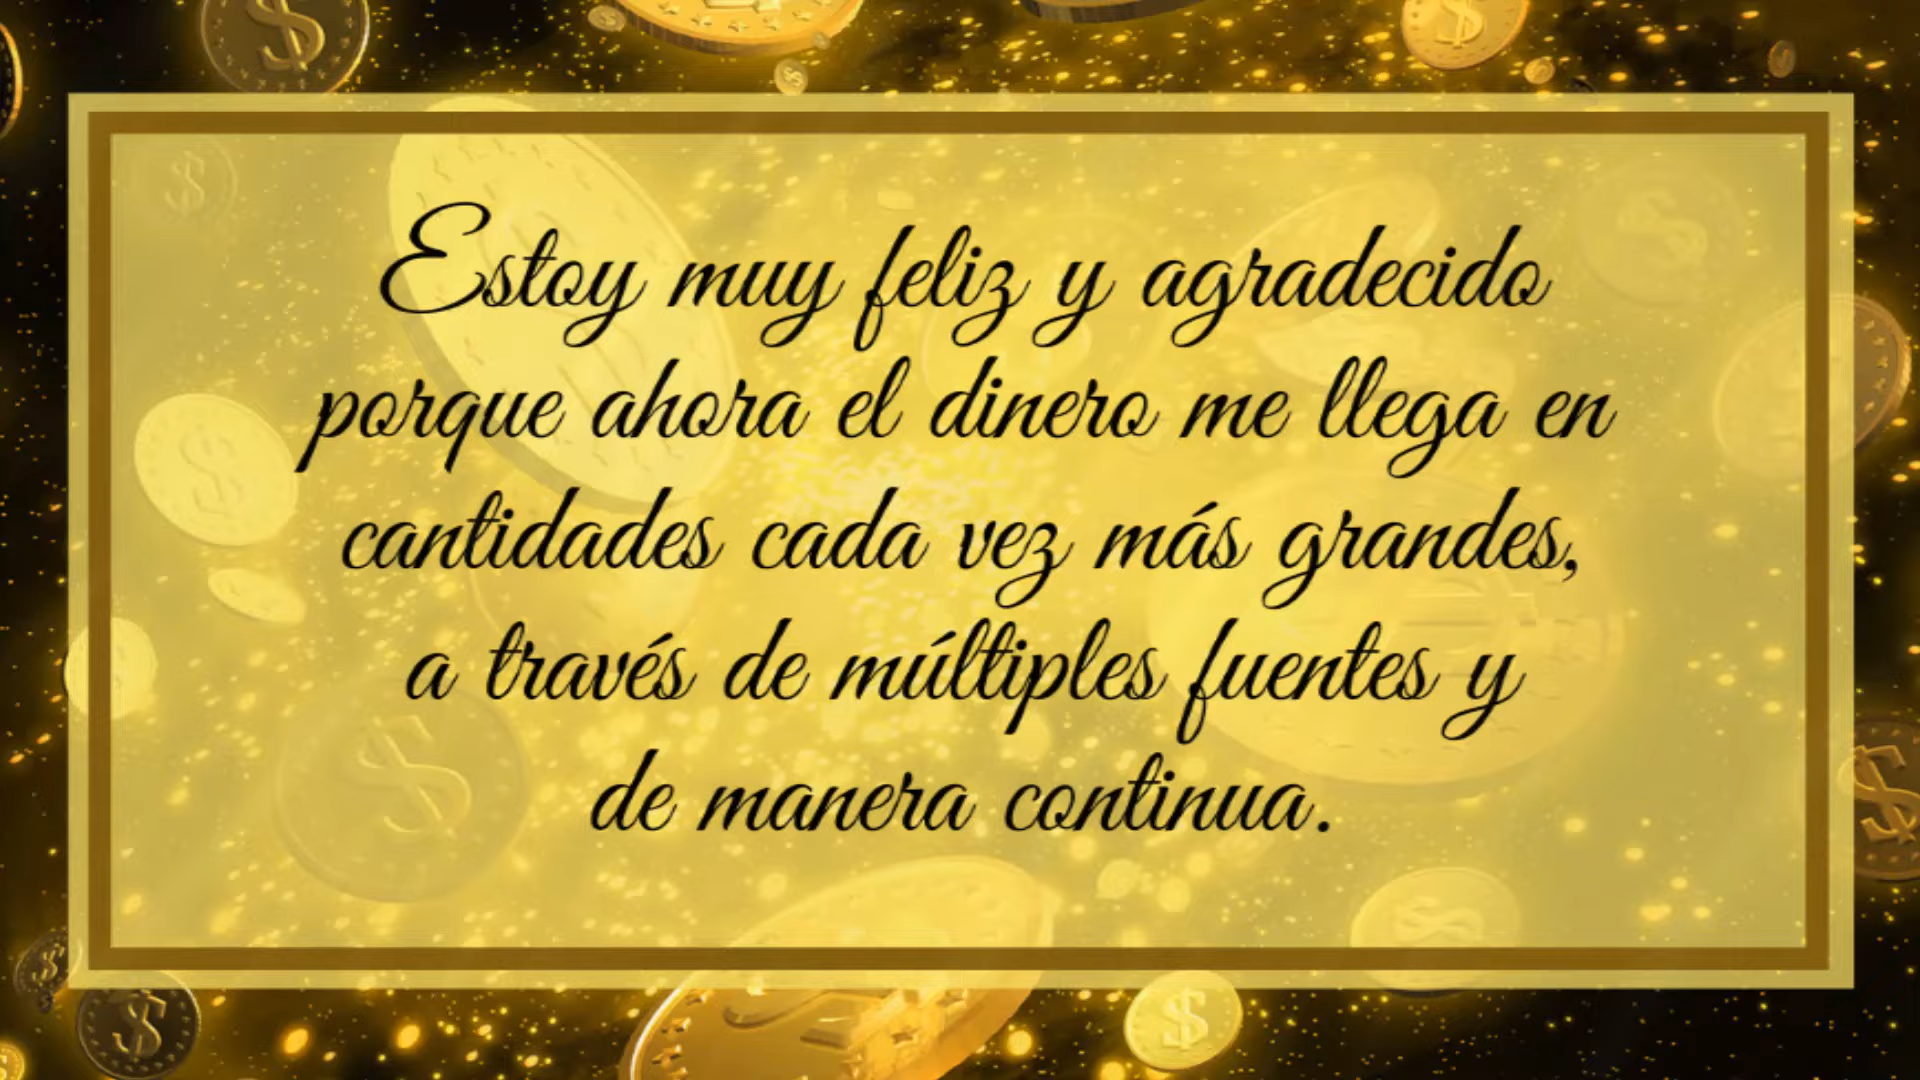 Estoy muy feliz y agradecido
porque ahora el dinero me llega en
cantidades cada vez más grandes,
a través de múltiples fuentes y
de manera continua.